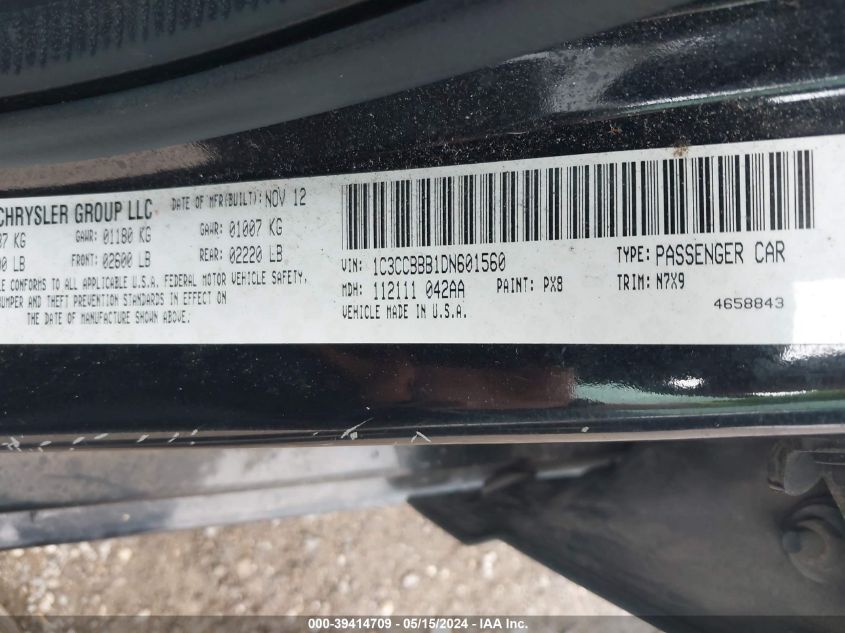 CHRYSLER GROUP LLC DATE OF MFR(BUILT): NOV 12
KG GAWR: 01180 KG GAWR: 01007 KG
LB FRONT: 02600 LB REAR: 02220 LB
CONFORMS TO ALL APPLICABLE U.S.A. FEDERAL MOTOR VEHICLE SAFETY,
AND THEFT PREVENTION STANDARDS IN EFFECT ON
THE DATE OF MANUFACTURE SHOWN ABOVE.
VIN: 1C3CCBBB1DN601560 TYPE: PASSENGER CAR
MDH: 112111 042AA PAINT: PX8 TRIM: N7X9
VEHICLE MADE IN U.S.A. 4658843
000-39414709 - 05/15/2024 - IAA Inc.